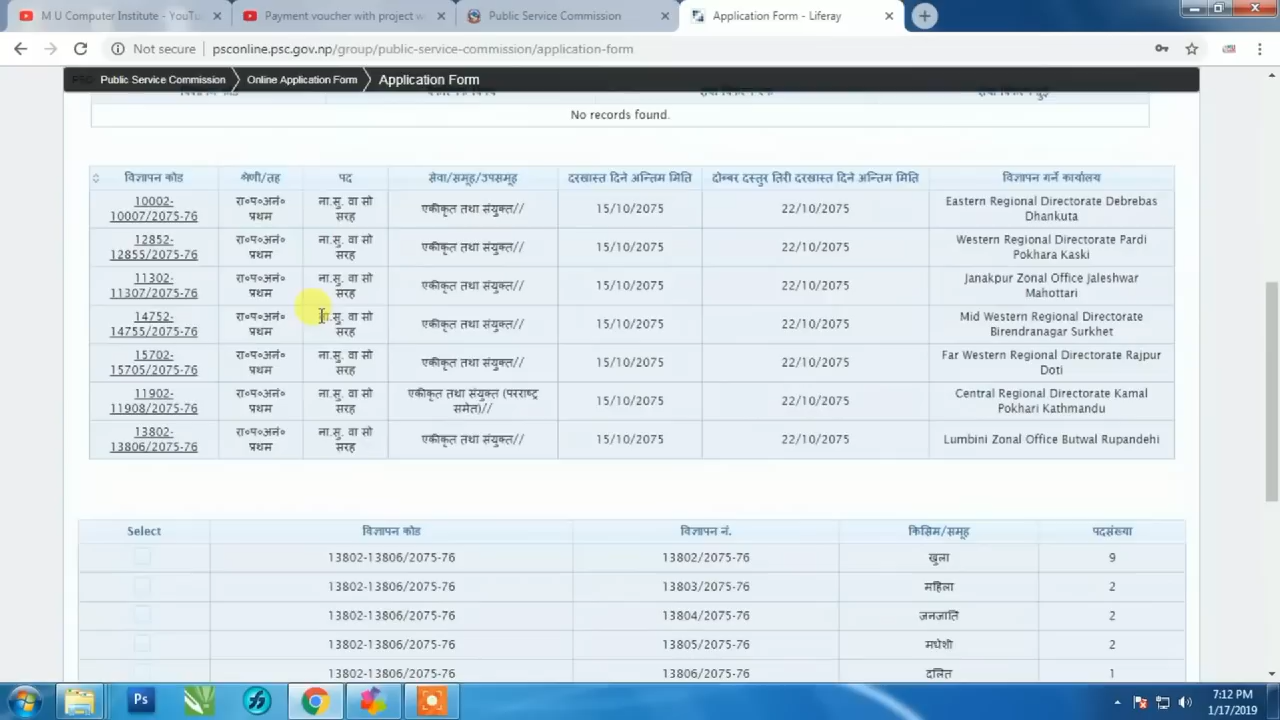 M U Computer Institute - YouTu
Payment voucher with project w
Public Service Commission
Application Form - Liferay
Not secure
psconline.psc.gov.np/group/public-service-commission/application-form
PSC Public Service Commission Online Application Form Application Form
No records found.
विज्ञापन कोड श्रेणी/तह पद सेवा/समूह/उपसमूह दरखास्त दिने अन्तिम मिति दोब्बर दस्तुर तिरी दरखास्त दिने अन्तिम मिति विज्ञापन गर्ने कार्यालय
10002- रा०प०अनं० ना.सु. वा सो एकीकृत तथा संयुक्त// 15/10/2075 22/10/2075 Eastern Regional Directorate Debrebas
10007/2075-76 प्रथम सरह Dhankuta
12852- रा०प०अनं० ना.सु. वा सो एकीकृत तथा संयुक्त// 15/10/2075 22/10/2075 Western Regional Directorate Pardi
12855/2075-76 प्रथम सरह Pokhara Kaski
11302- रा०प०अनं० ना.सु. वा सो एकीकृत तथा संयुक्त// 15/10/2075 22/10/2075 Janakpur Zonal Office Jaleshwar
11307/2075-76 प्रथम सरह Mahottari
14752- रा०प०अनं० ना.सु. वा सो एकीकृत तथा संयुक्त// 15/10/2075 22/10/2075 Mid Western Regional Directorate
14755/2075-76 प्रथम सरह Birendranagar Surkhet
15702- रा०प०अनं० ना.सु. वा सो एकीकृत तथा संयुक्त// 15/10/2075 22/10/2075 Far Western Regional Directorate Rajpur
15705/2075-76 प्रथम सरह Doti
11902- रा०प०अनं० ना.सु. वा सो एकीकृत तथा संयुक्त (परराष्ट्र 15/10/2075 22/10/2075 Central Regional Directorate Kamal
11908/2075-76 प्रथम सरह समेत)// Pokhari Kathmandu
13802- रा०प०अनं० ना.सु. वा सो एकीकृत तथा संयुक्त// 15/10/2075 22/10/2075 Lumbini Zonal Office Butwal Rupandehi
13806/2075-76 प्रथम सरह
Select विज्ञापन कोड विज्ञापन नं. किसिम/समूह पदसंख्या
13802-13806/2075-76 13802/2075-76 खुला 9
13802-13806/2075-76 13803/2075-76 महिला 2
13802-13806/2075-76 13804/2075-76 जनजाति 2
13802-13806/2075-76 13805/2075-76 मधेशी 2
13802-13806/2075-76 13806/2075-76 दलित 1
Ps
7:12 PM
1/17/2019